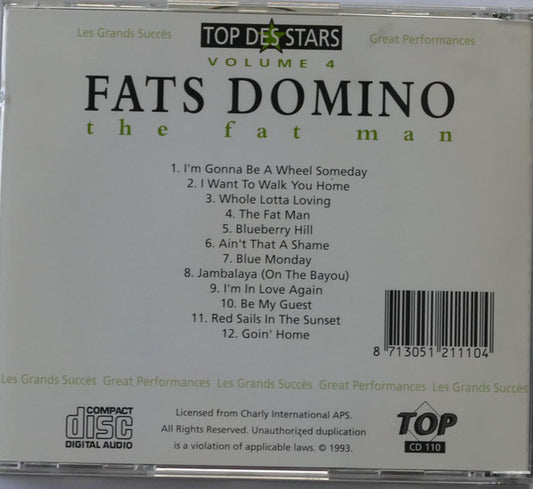 Les Grands Succès TOP DES STARS Great Performances
VOLUME 4
FATS DOMINO
the fat man
1. I'm Gonna Be A Wheel Someday
2. I Want To Walk You Home
3. Whole Lotta Loving
4. The Fat Man
5. Blueberry Hill
6. Ain't That A Shame
7. Blue Monday
8. Jambalaya (On The Bayou)
9. I'm In Love Again
10. Be My Guest
11. Red Sails In The Sunset
12. Goin' Home
8 713051 211104
Les Grands Succès Great Performances Les Grands Succès Great Performances Les Grands Succès
COMPACT
disc
DIGITAL AUDIO
Licensed from Charly International APS.
All Rights Reserved. Unauthorized duplication
is a violation of applicable laws. © 1993.
TOP
CD 110